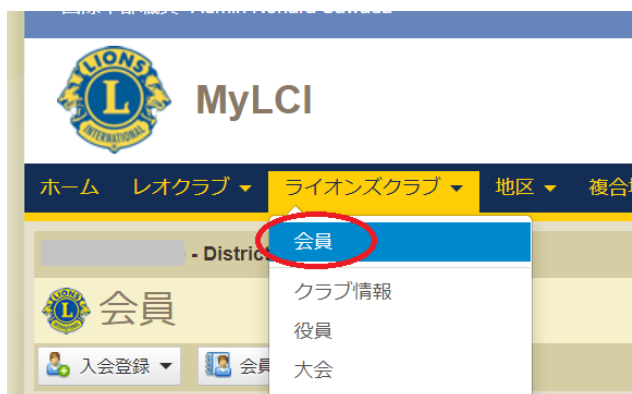 LIONS
L
INTERNATIONAL
MyLCI
ホーム レオクラブ ▼ ライオンズクラブ ▼ 地区 ▼ 複合
会員
- District
クラブ情報
会員
役員
入会登録 ▼ 会員
大会